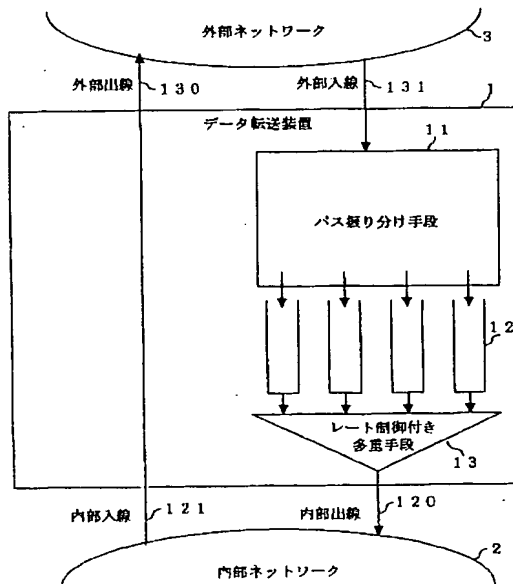 外部ネットワーク
3
外部出線
130
外部入線
131
1
データ転送装置
11
パス振り分け手段
12
レート制御付き
多重手段
13
内部入線
121
内部出線
120
2
内部ネットワーク